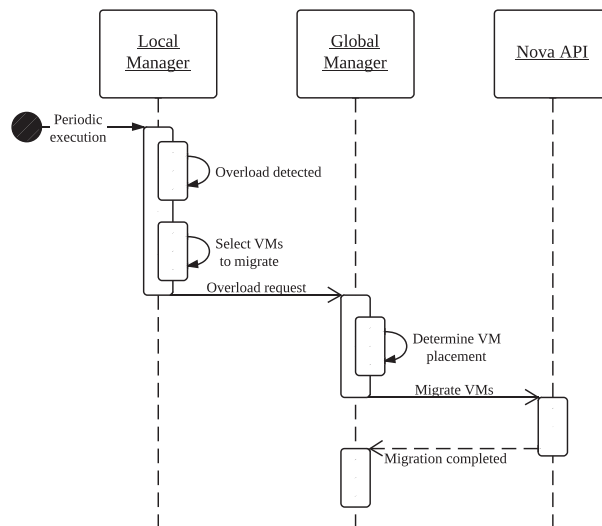 Local
Manager
Global
Manager
Nova API
Periodic
execution
Overload detected
Select VMs
to migrate
Overload request
Determine VM
placement
Migrate VMs
Migration completed